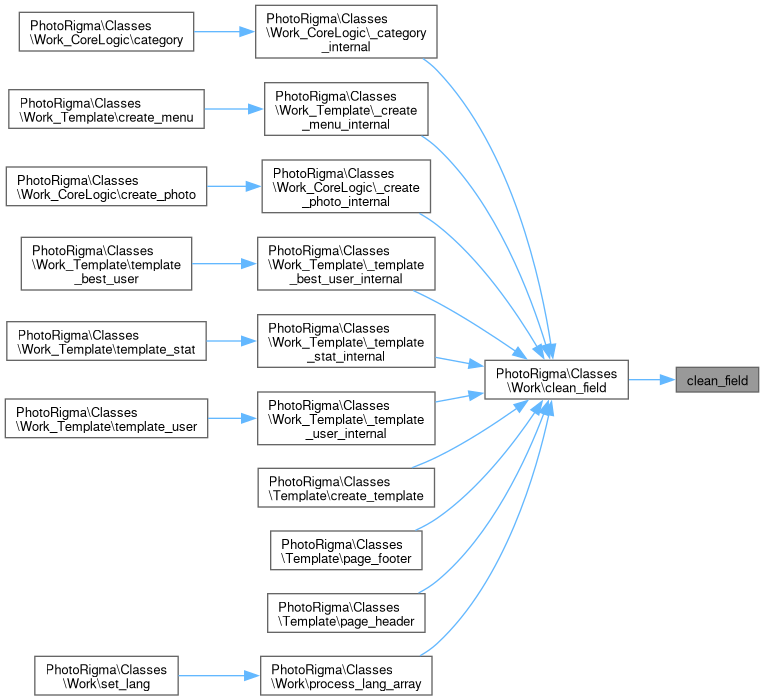 PhotoRigma\Classes
\Work_CoreLogic\category
PhotoRigma\Classes
\Work_CoreLogic\_category
_internal
PhotoRigma\Classes
\Work_Template\create_menu
PhotoRigma\Classes
\Work_Template\_create
_menu_internal
PhotoRigma\Classes
\Work_CoreLogic\create_photo
PhotoRigma\Classes
\Work_CoreLogic\_create
_photo_internal
PhotoRigma\Classes
\Work_Template\template
_best_user
PhotoRigma\Classes
\Work_Template\_template
_best_user_internal
PhotoRigma\Classes
\Work_Template\template_stat
PhotoRigma\Classes
\Work_Template\_template
_stat_internal
PhotoRigma\Classes
\Work\clean_field
clean_field
PhotoRigma\Classes
\Work_Template\template_user
PhotoRigma\Classes
\Work_Template\_template
_user_internal
PhotoRigma\Classes
\Template\create_template
PhotoRigma\Classes
\Template\page_footer
PhotoRigma\Classes
\Template\page_header
PhotoRigma\Classes
\Work\set_lang
PhotoRigma\Classes
\Work\process_lang_array